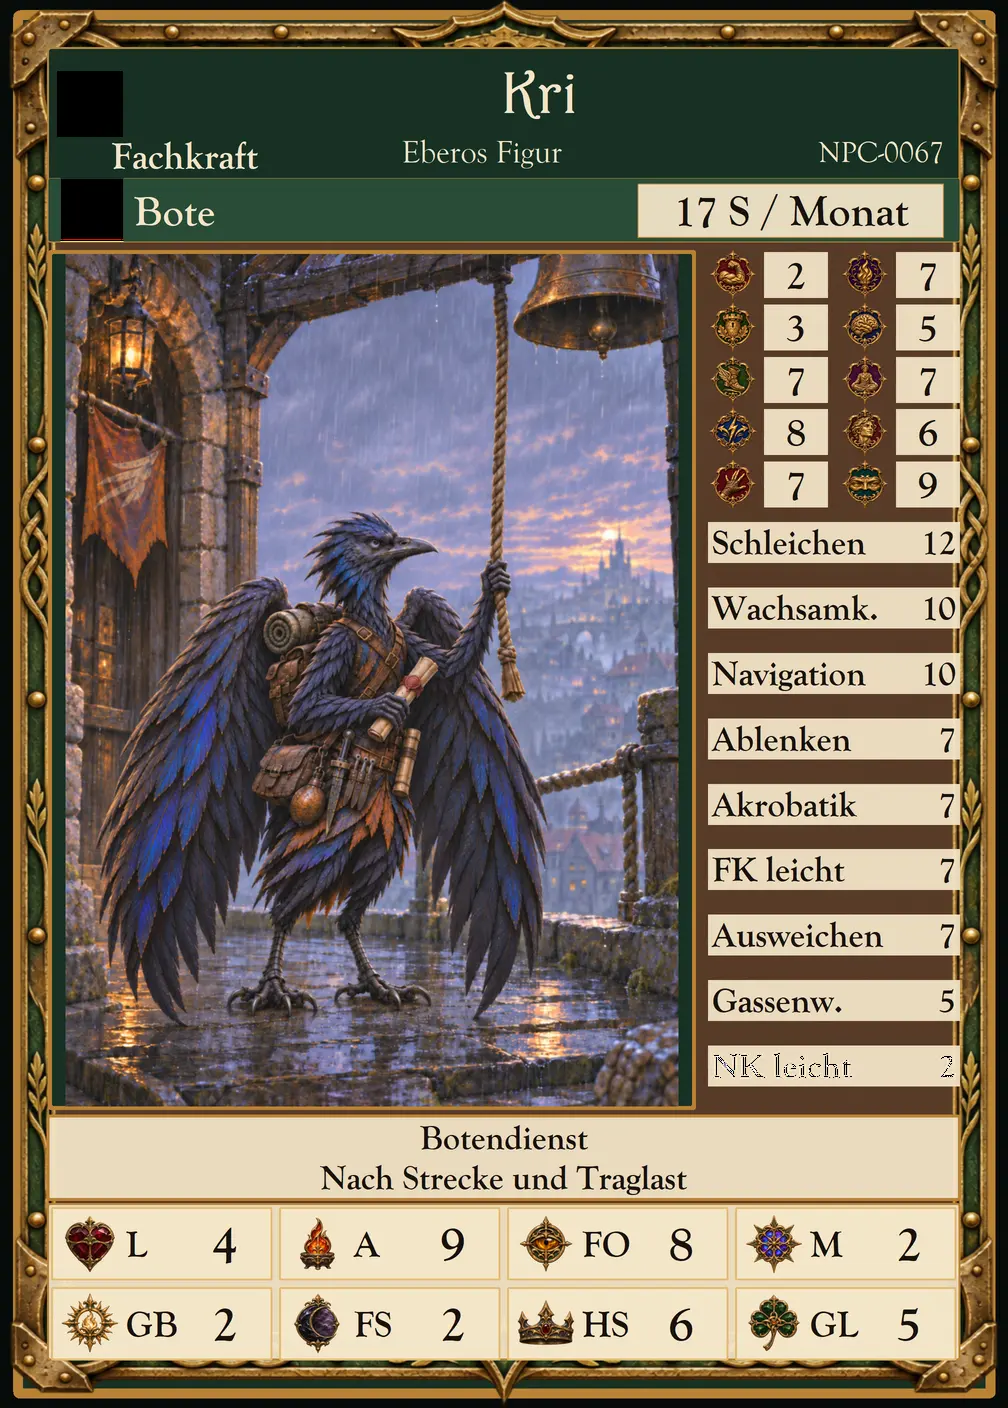 Kri
Fachkraft Eberos Figur NPC-0067
Bote 17 S / Monat
2 7
3 5
7 7
8 6
7 9
Schleichen 12
Wachsamk. 10
Navigation 10
Ablenken 7
Akrobatik 7
FK leicht 7
Ausweichen 7
Gassenw. 5
NK leicht 2
Botendienst
Nach Strecke und Traglast
L 4 A 9 FO 8 M 2
GB 2 FS 2 HS 6 GL 5